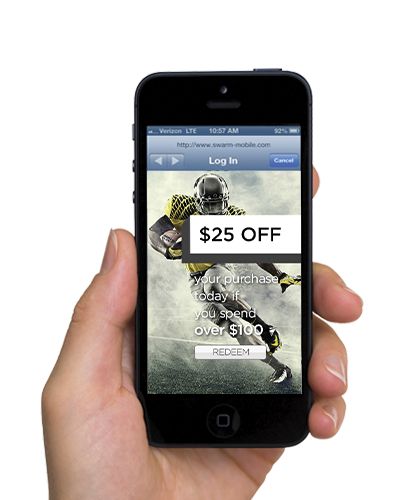 Verizon LTE 10:57 AM 92%
http://www.swarm-mobile.com
Log In Cancel
$25 OFF
your purchase
today if
you spend
over $100
REDEEM